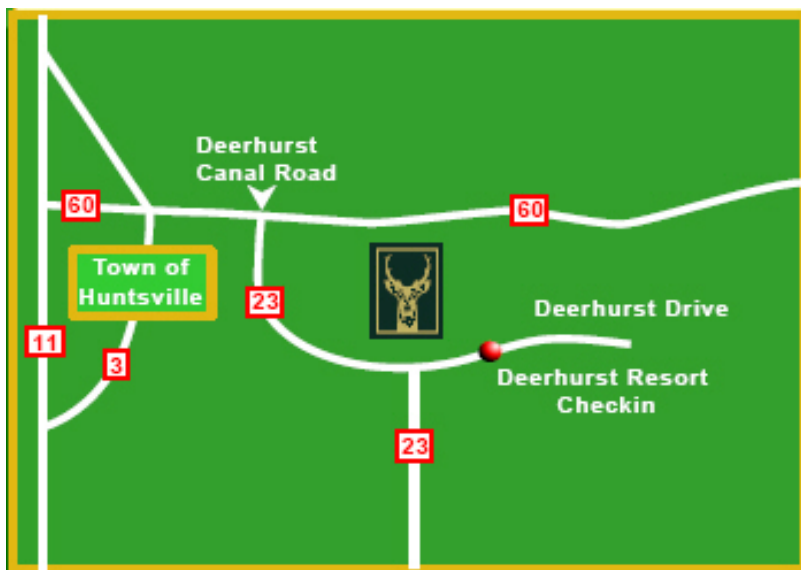 Deerhurst
Canal Road
60
60
Town of
Huntsville
23
Deerhurst Drive
11
3
Deerhurst Resort
Checkin
23